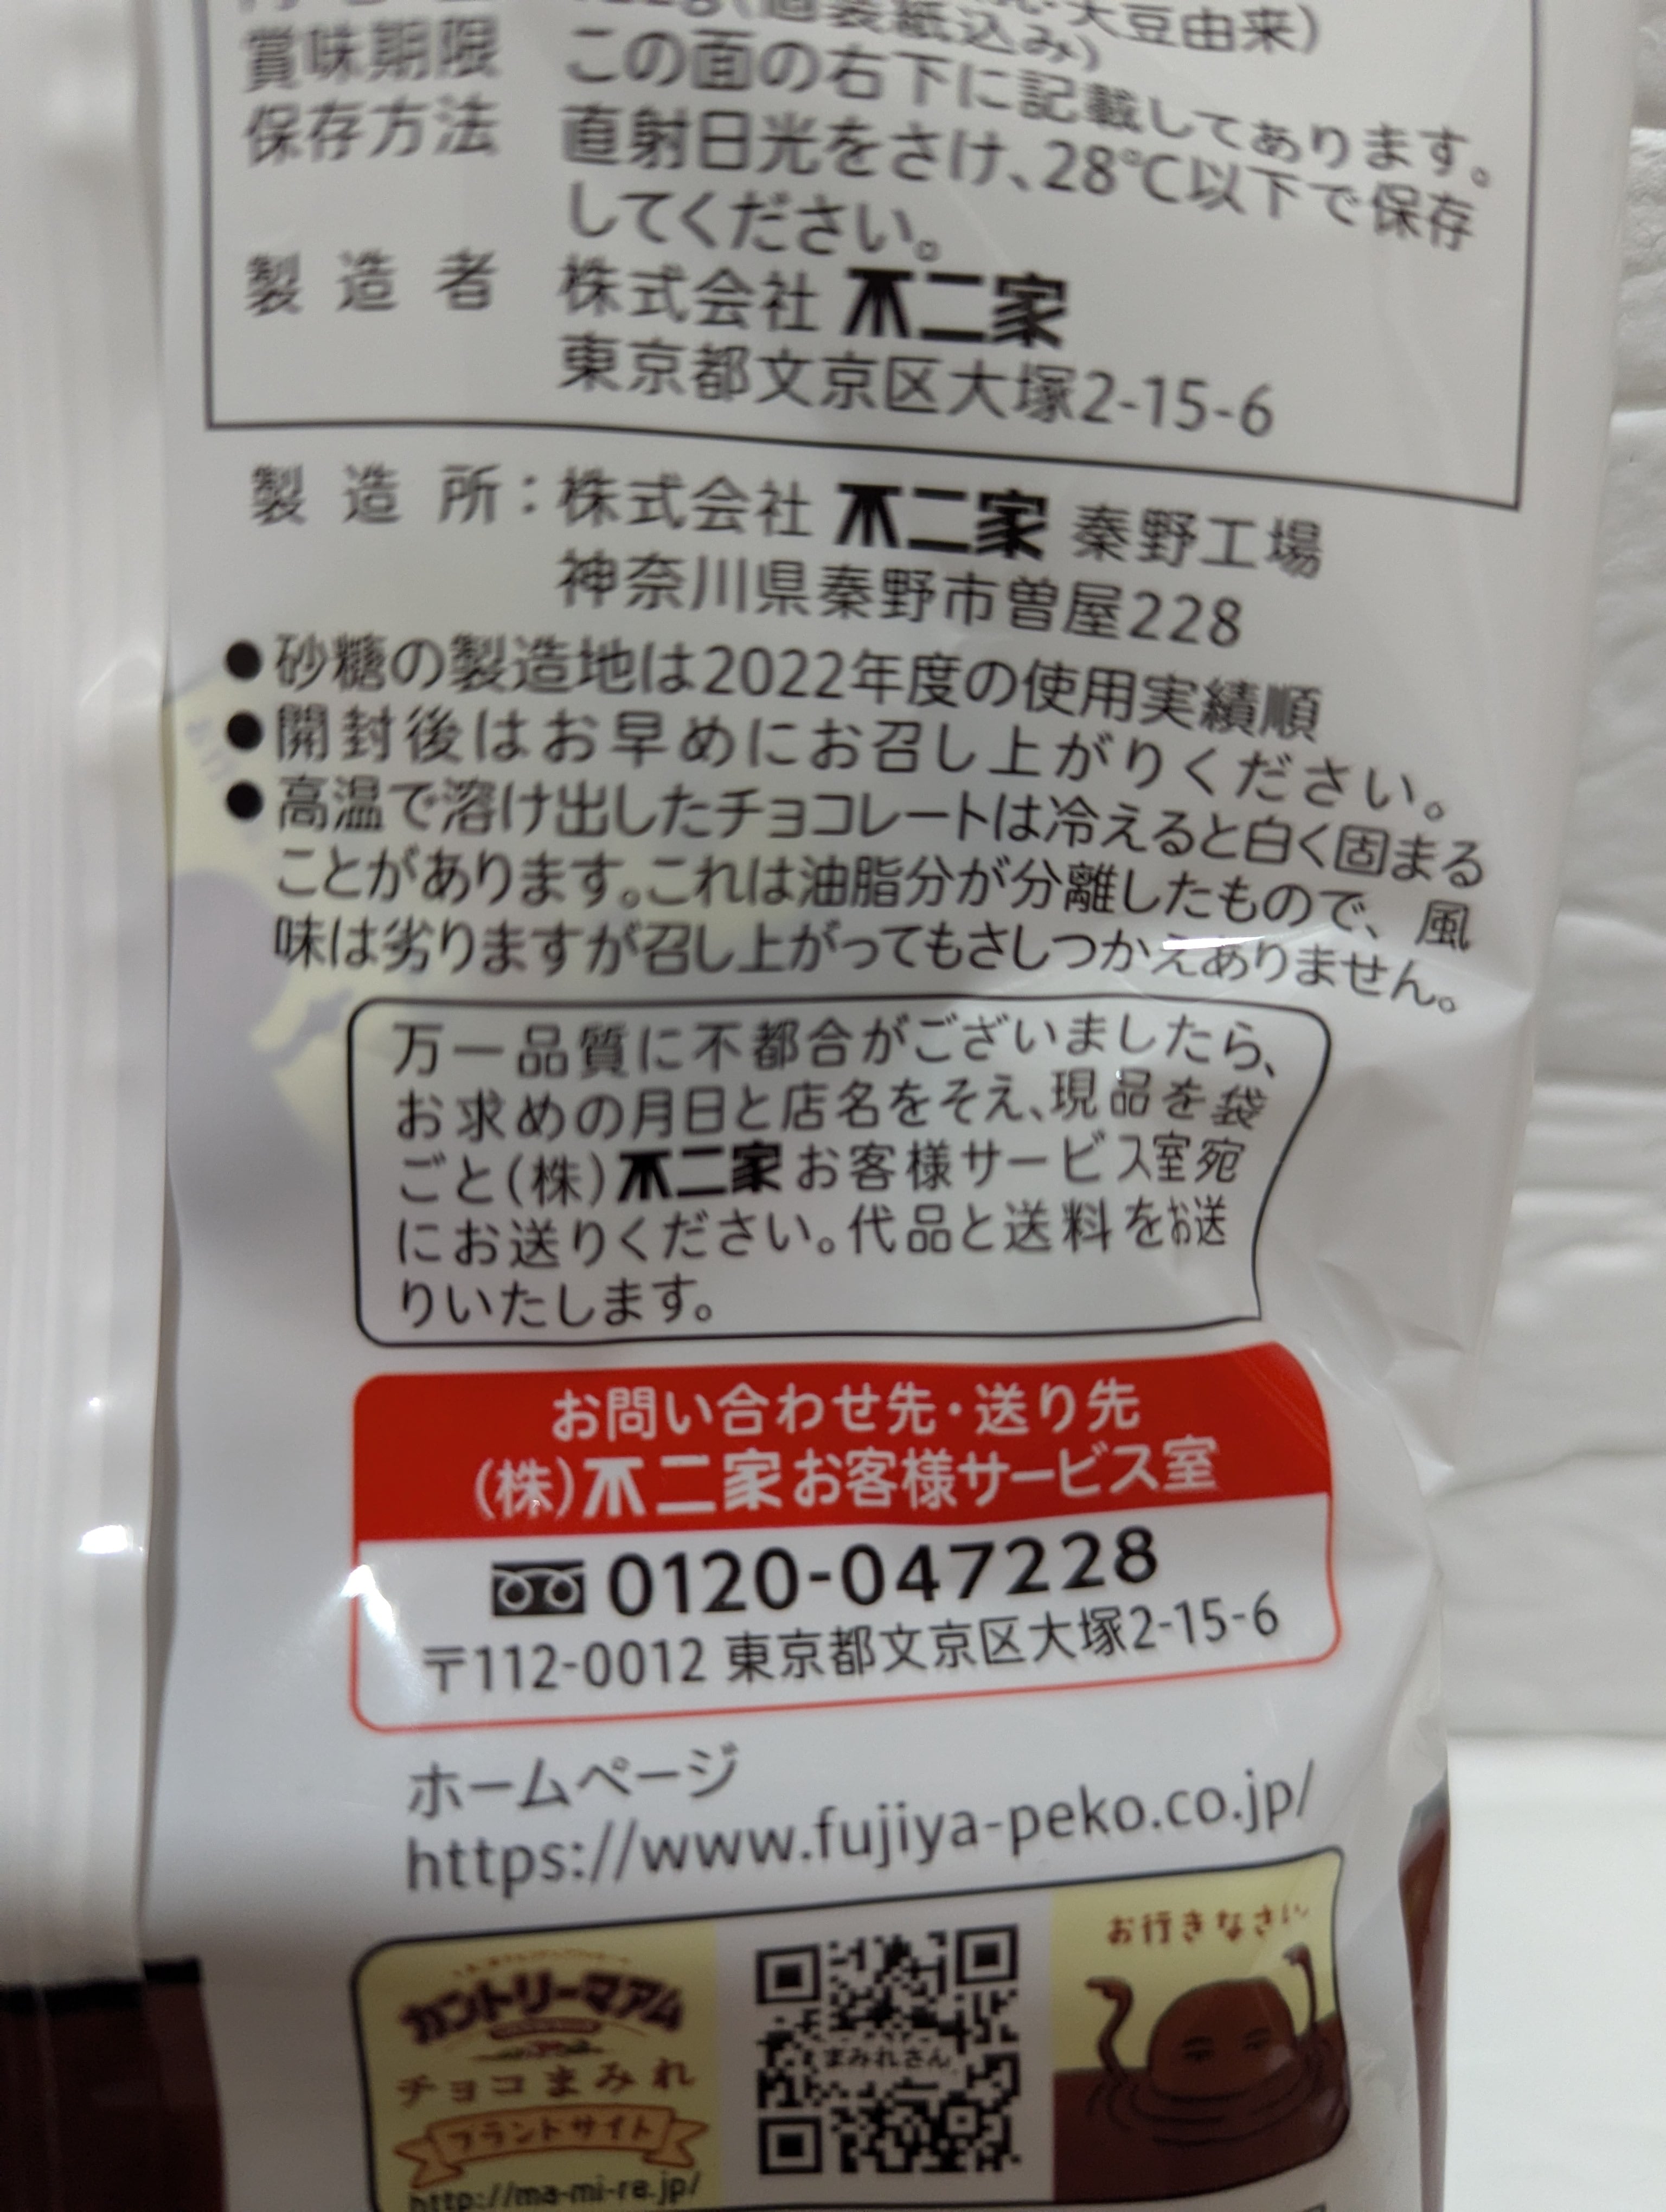 (包装紙込み)
大豆由来)
賞味期限 この面の右下に記載してあります。
保存方法 直射日光をさけ、28℃以下で保存
してください。
製造者 株式会社 不二家
東京都文京区大塚2-15-6
製造所:株式会社 不二家 秦野工場
神奈川県秦野市曽屋228
●砂糖の製造地は2022年度の使用実績順
●開封後はお早めにお召し上がりください。
●高温で溶け出したチョコレートは冷えると白く固まる
ことがあります。これは油脂分が分離したもので、風
味は劣りますが召し上がってもさしつかえありません。
万一品質に不都合がございましたら、
お求めの月日と店名をそえ、現品を袋
ごと(株)不二家お客様サービス室宛
にお送りください。代品と送料をお送
りいたします。
お問い合わせ先・送り先
(株)不二家お客様サービス室
0120-047228
〒112-0012 東京都文京区大塚2-15-6
ホームページ
https://www.fujiya-peko.co.jp/
カントリーマアム
チョコまみれ
ブランドサイト
http://ma-mi-re.jp/
まみれさん
お行きなさい